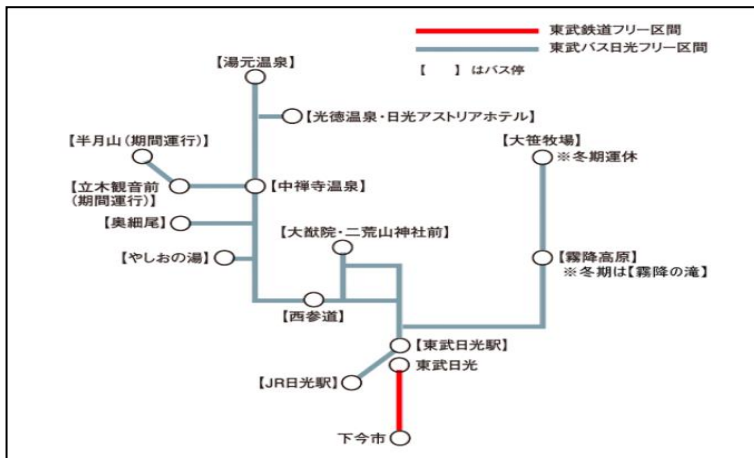 東武鉄道フリー区間
東武バス日光フリー区間
【　　】はバス停
【湯元温泉】
【光徳温泉・日光アストリアホテル】
【半月山(期間運行)】
【大笹牧場】
※冬期運休
【立木観音前
(期間運行)】
【中禅寺温泉】
【奥細尾】
【大猷院・二荒山神社前】
【やしおの湯】
【霧降高原】
※冬期は【霧降の滝】
【西参道】
【東武日光駅】
東武日光
【JR日光駅】
下今市